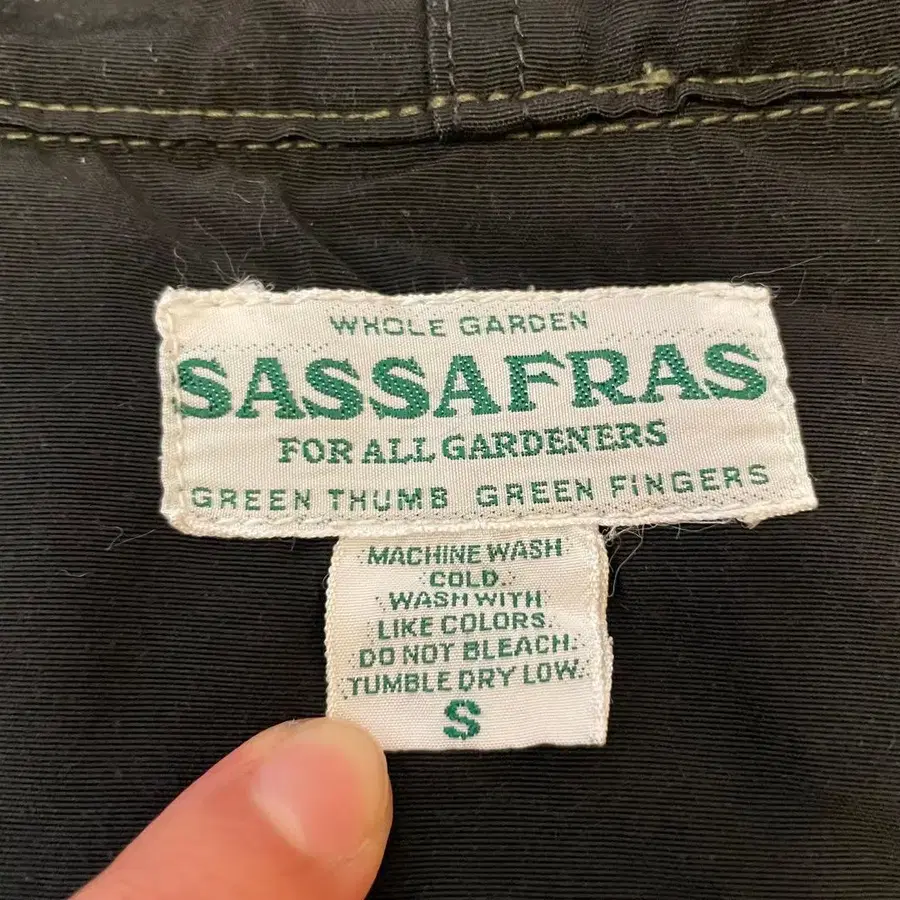 WHOLE GARDEN
SASSAFRAS
FOR ALL GARDENERS
GREEN THUMB GREEN FINGERS
MACHINE WASH
COLD.
WASH WITH
LIKE COLORS.
DO NOT BLEACH.
TUMBLE DRY LOW.
S